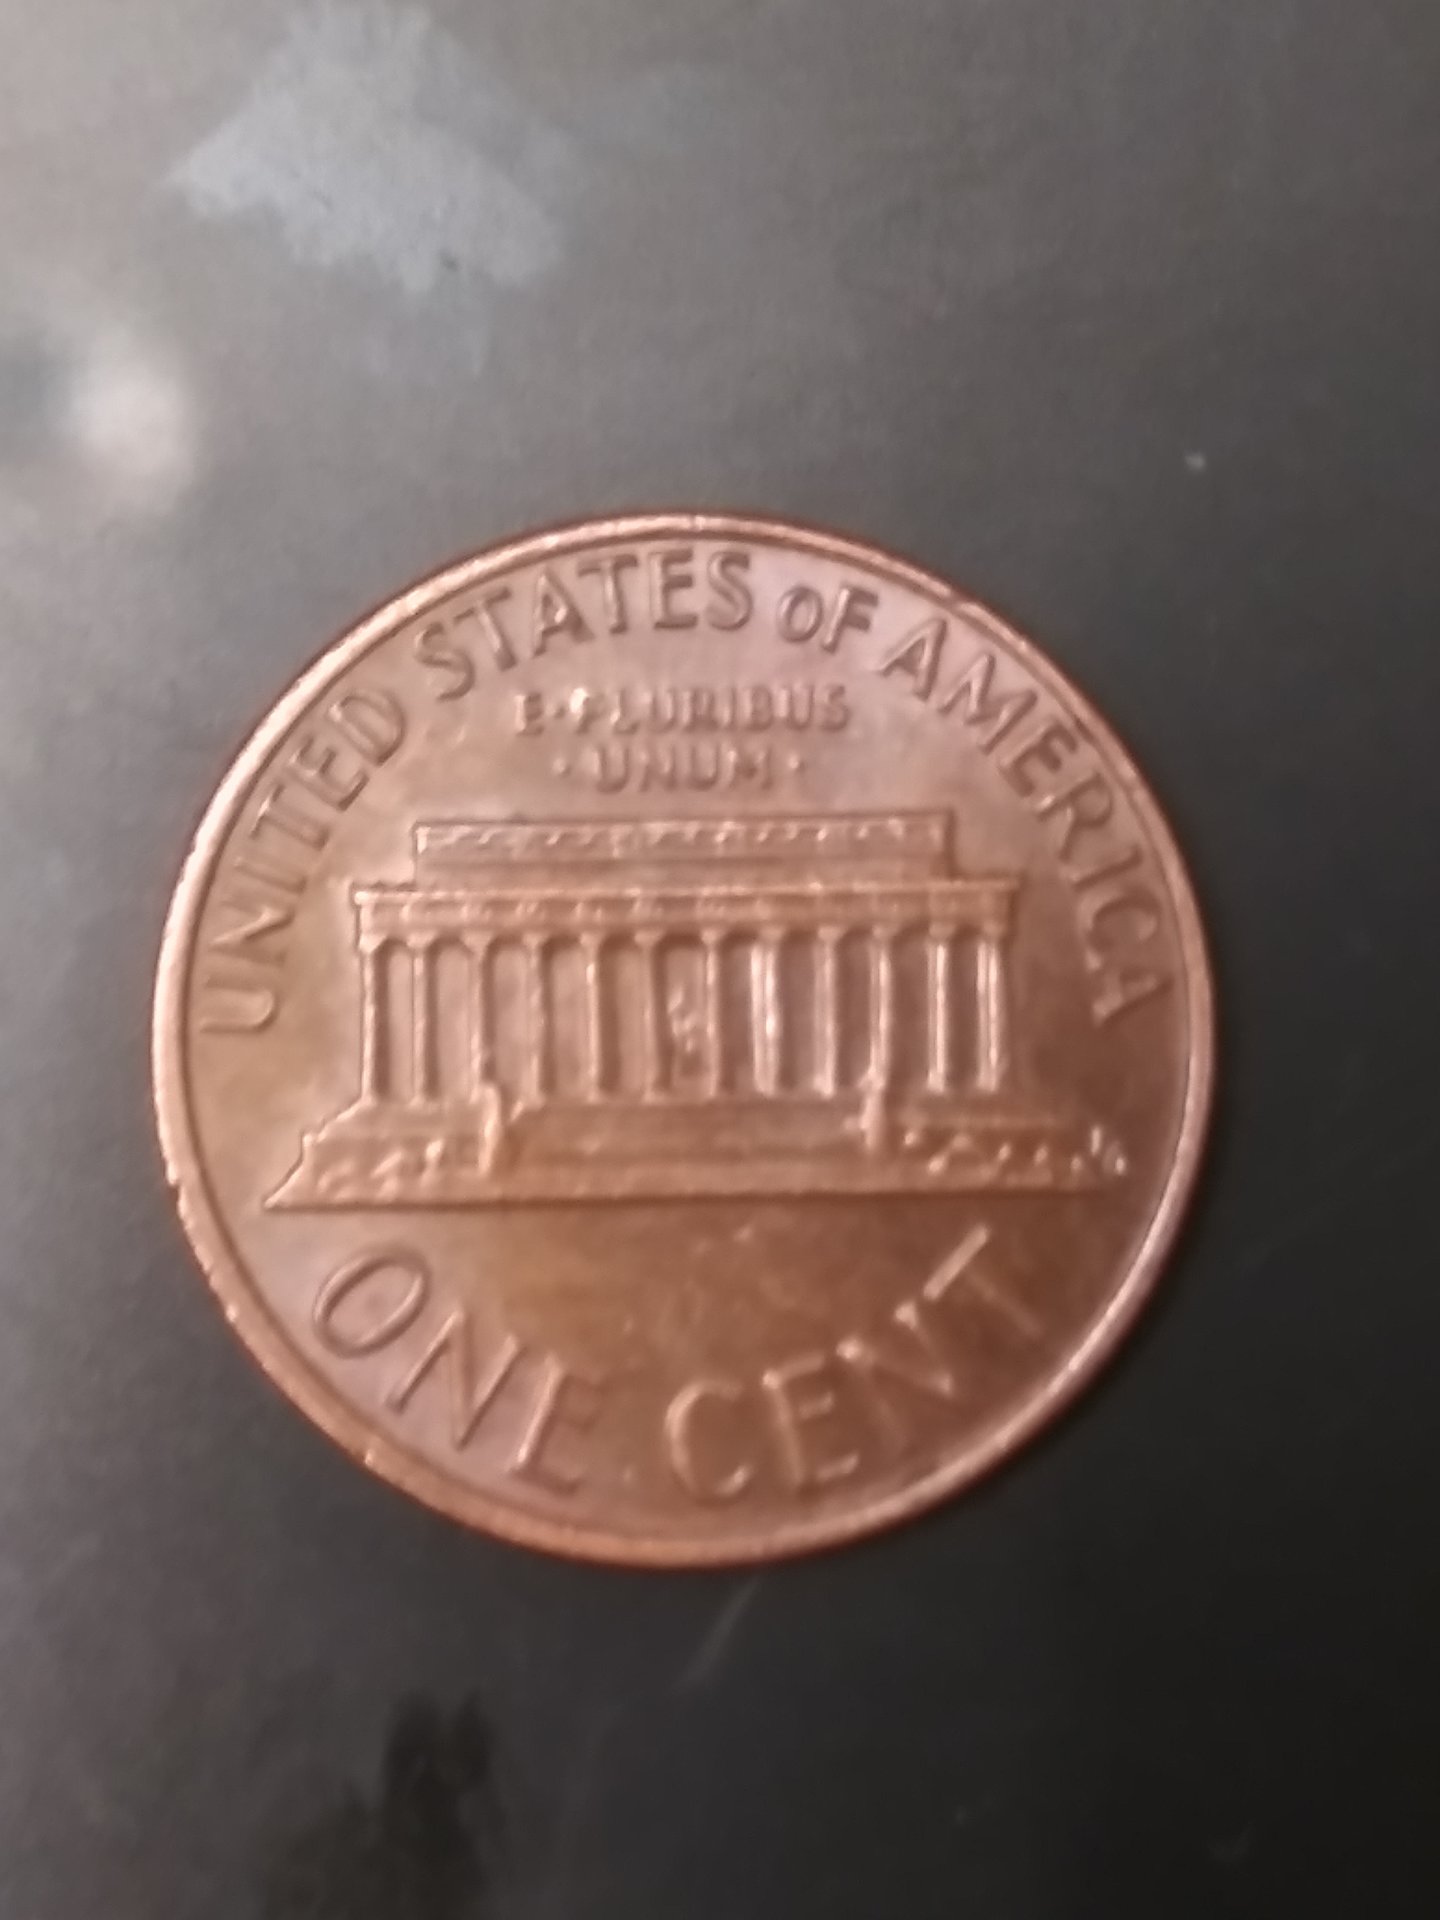 UNITED STATES OF AMERICA
E·PLURIBUS
·UNUM·
ONE CENT